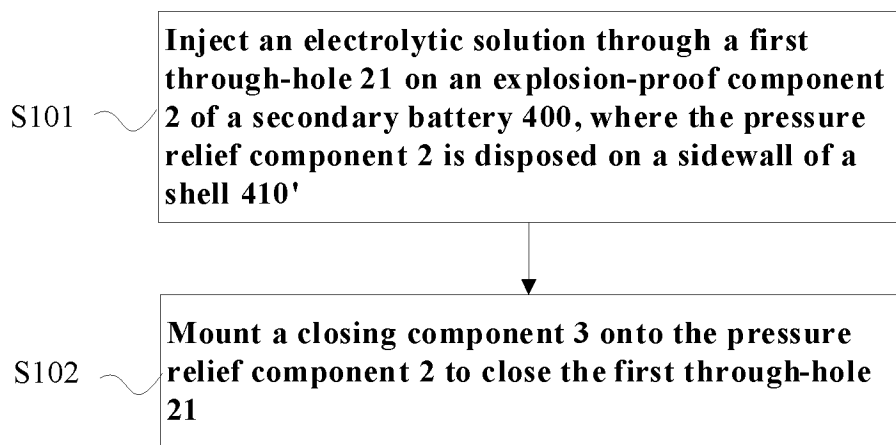 Inject an electrolytic solution through a first
through-hole 21 on an explosion-proof component
S101
2 of a secondary battery 400, where the pressure
relief component 2 is disposed on a sidewall of a
shell 410'
Mount a closing component 3 onto the pressure
S102
relief component 2 to close the first through-hole
21